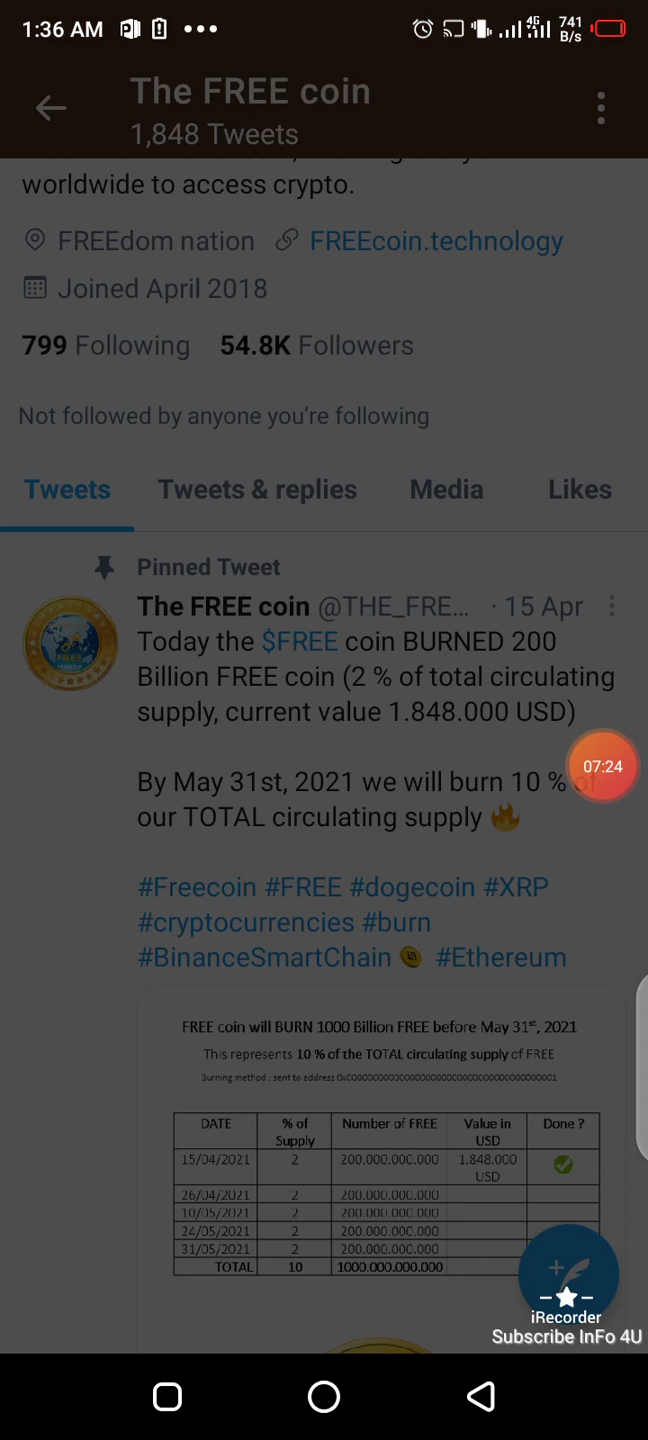 1:36 AM
4G
741
B/s
The FREE coin
1,848 Tweets
worldwide to access crypto.
FREEdom nation
FREEcoin.technology
Joined April 2018
799 Following 54.8K Followers
Not followed by anyone you're following
Tweets Tweets & replies Media Likes
Pinned Tweet
The FREE coin @THE_FRE... · 15 Apr
Today the $FREE coin BURNED 200
Billion FREE coin (2 % of total circulating
supply, current value 1.848.000 USD)
By May 31st, 2021 we will burn 10 % of
our TOTAL circulating supply 🔥
07:24
#Freecoin #FREE #dogecoin #XRP
#cryptocurrencies #burn
#BinanceSmartChain #Ethereum
FREE coin will BURN 1000 Billion FREE before May 31st, 2021
This represents 10 % of the TOTAL circulating supply of FREE
Burning method : sent to address
DATE % of Supply Number of FREE Value in USD Done ?
15/04/2021 2 200.000.000.000 1.848.000 USD
26/04/2021 2 200.000.000.000
10/05/2021 2 200.000.000.000
24/05/2021 2 200.000.000.000
31/05/2021 2 200.000.000.000
TOTAL 10 1000.000.000.000
iRecorder
Subscribe InFo 4U